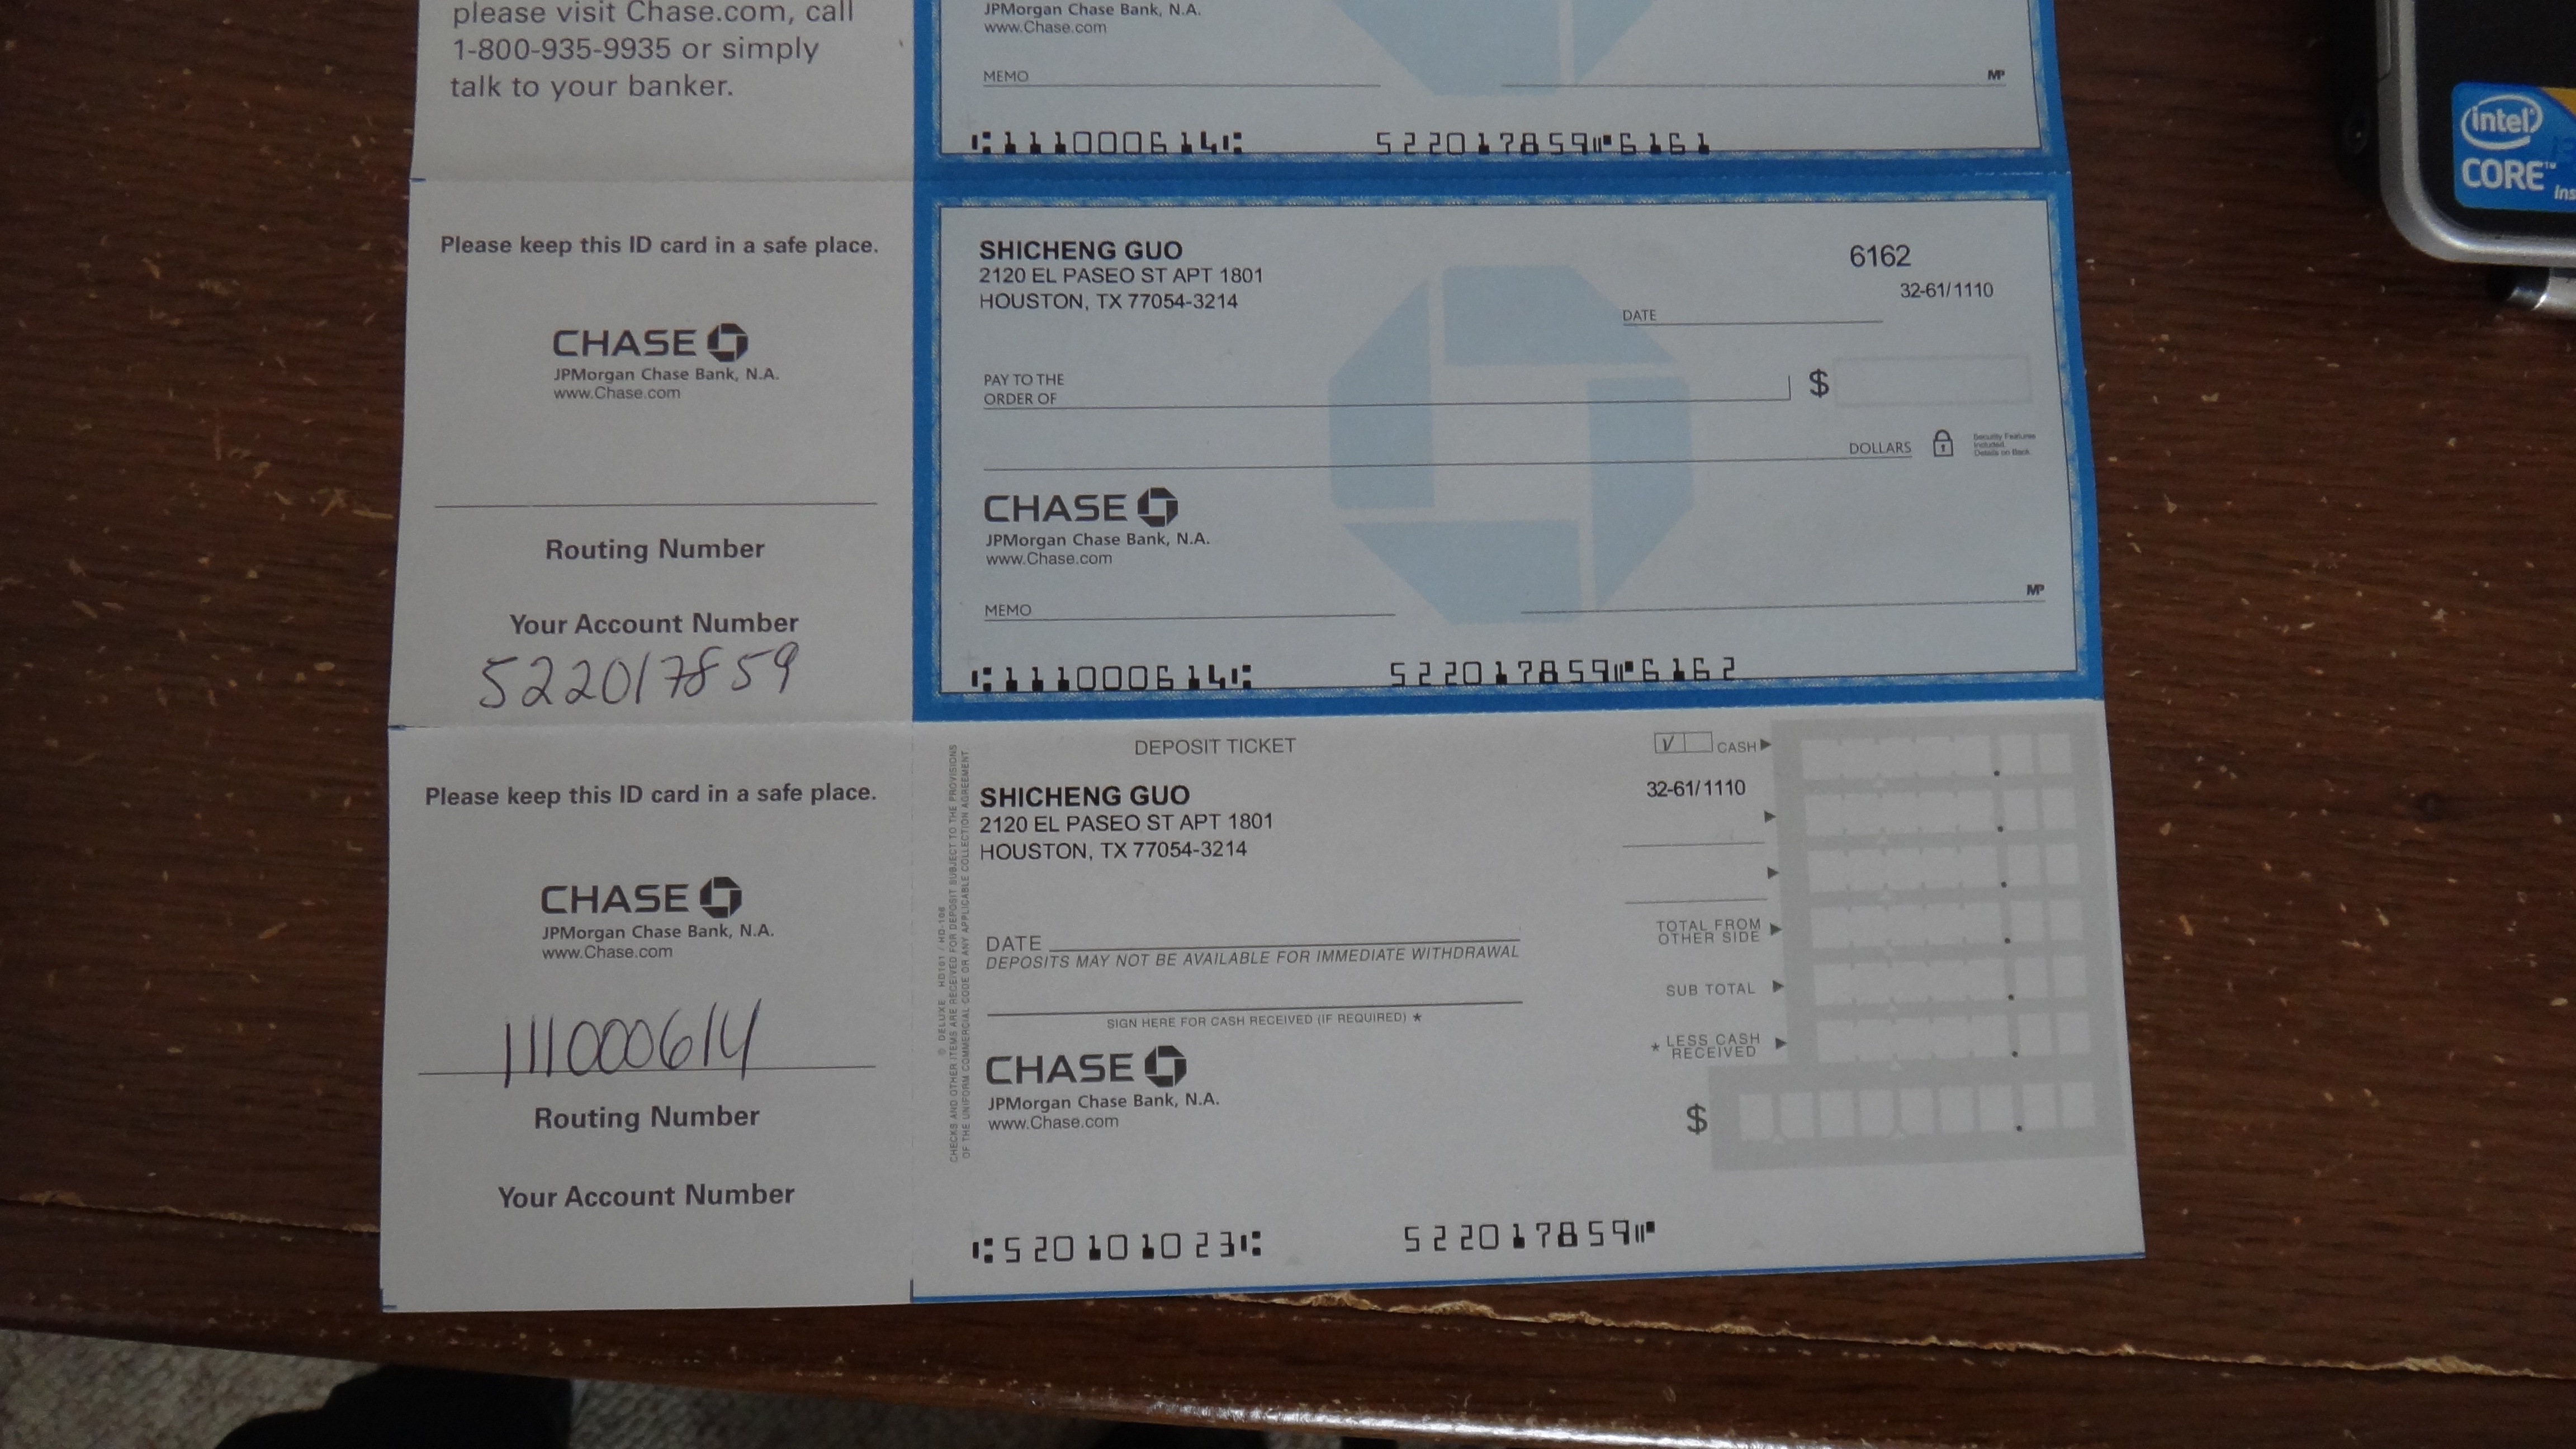 please visit Chase.com, call
1-800-935-9935 or simply
talk to your banker.
JPMorgan Chase Bank, N.A.
www.Chase.com
MEMO
MP
⑆111000614⑆ 522017859⑈6161
Please keep this ID card in a safe place.
CHASE
JPMorgan Chase Bank, N.A.
www.Chase.com
Routing Number
Your Account Number
522017859
SHICHENG GUO
2120 EL PASEO ST APT 1801
HOUSTON, TX 77054-3214
6162
32-61/1110
DATE
PAY TO THE
ORDER OF
$
DOLLARS
Security Features
Included.
Details on Back.
CHASE
JPMorgan Chase Bank, N.A.
www.Chase.com
MEMO
MP
⑆111000614⑆ 522017859⑈6162
Please keep this ID card in a safe place.
CHASE
JPMorgan Chase Bank, N.A.
www.Chase.com
111000614
Routing Number
Your Account Number
DEPOSIT TICKET
SHICHENG GUO
2120 EL PASEO ST APT 1801
HOUSTON, TX 77054-3214
DATE
DEPOSITS MAY NOT BE AVAILABLE FOR IMMEDIATE WITHDRAWAL
SIGN HERE FOR CASH RECEIVED (IF REQUIRED) *
CHASE
JPMorgan Chase Bank, N.A.
www.Chase.com
© DELUXE HD101 / HD-108
CHECKS AND OTHER ITEMS ARE RECEIVED FOR DEPOSIT SUBJECT TO THE PROVISIONS
OF THE UNIFORM COMMERCIAL CODE OR ANY APPLICABLE COLLECTION AGREEMENT.
√ CASH
32-61/1110
TOTAL FROM
OTHER SIDE
SUB TOTAL
* LESS CASH
RECEIVED
$
⑆520101023⑆ 522017859⑈
intel
CORE™